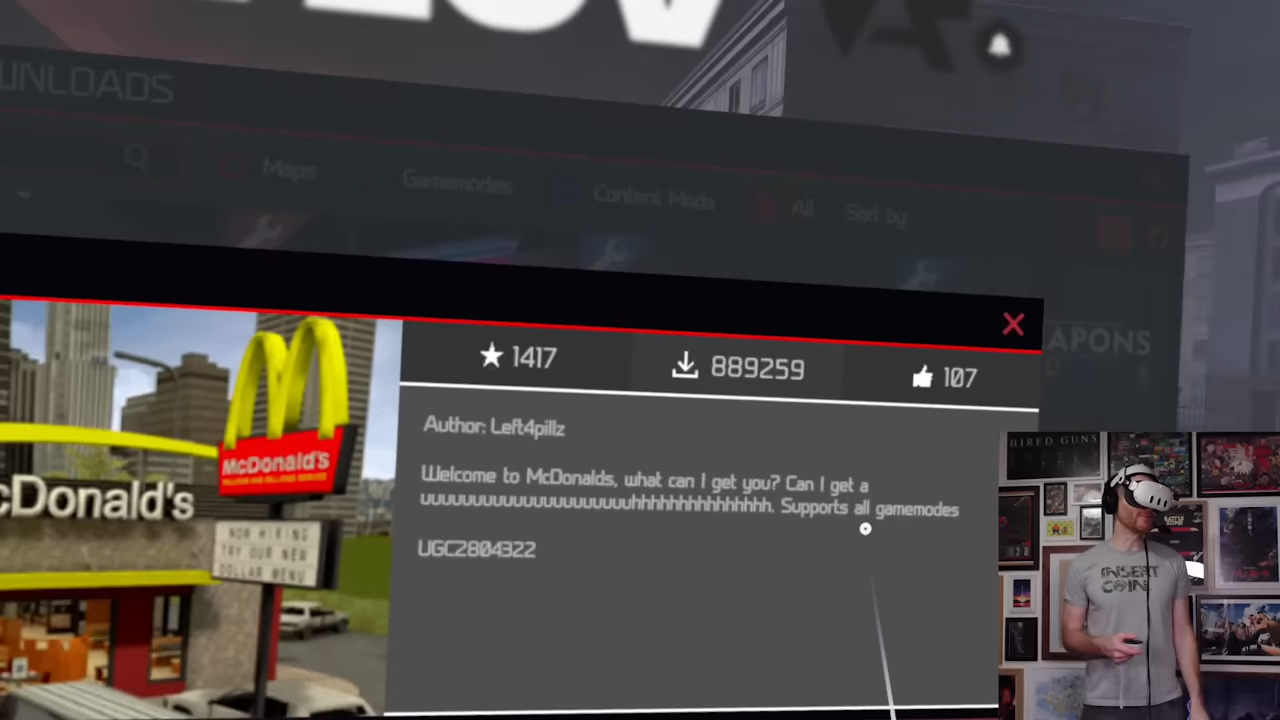 WNLOADS
Maps
Gamemodes
Content Mods
All
Sort by
APONS
1417
889259
107
Author: Left4pillz
Welcome to McDonalds, what can I get you? Can I get a
uuuuuuuuuuuuuuuuuuuuuhhhhhhhhhhhhhhh. Supports all gamemodes
UGC2804322
McDonald's
cDonald's
NOW HIRING
TRY OUR NEW
DOLLAR MENU
HIRED GUNS
INSERT
COIN